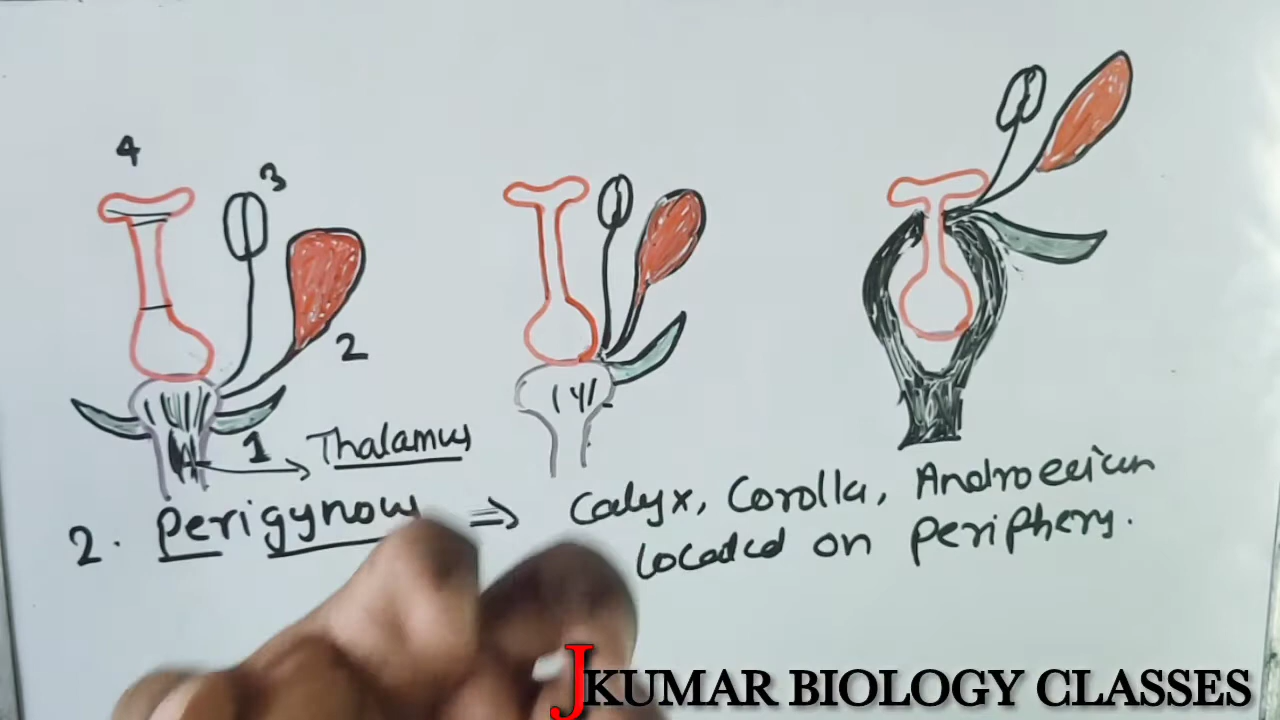 4
3
2
1
Thalamus
2. Perigynous ⇒ Calyx, Corolla, Androecium
located on periphery.
JKUMAR BIOLOGY CLASSES